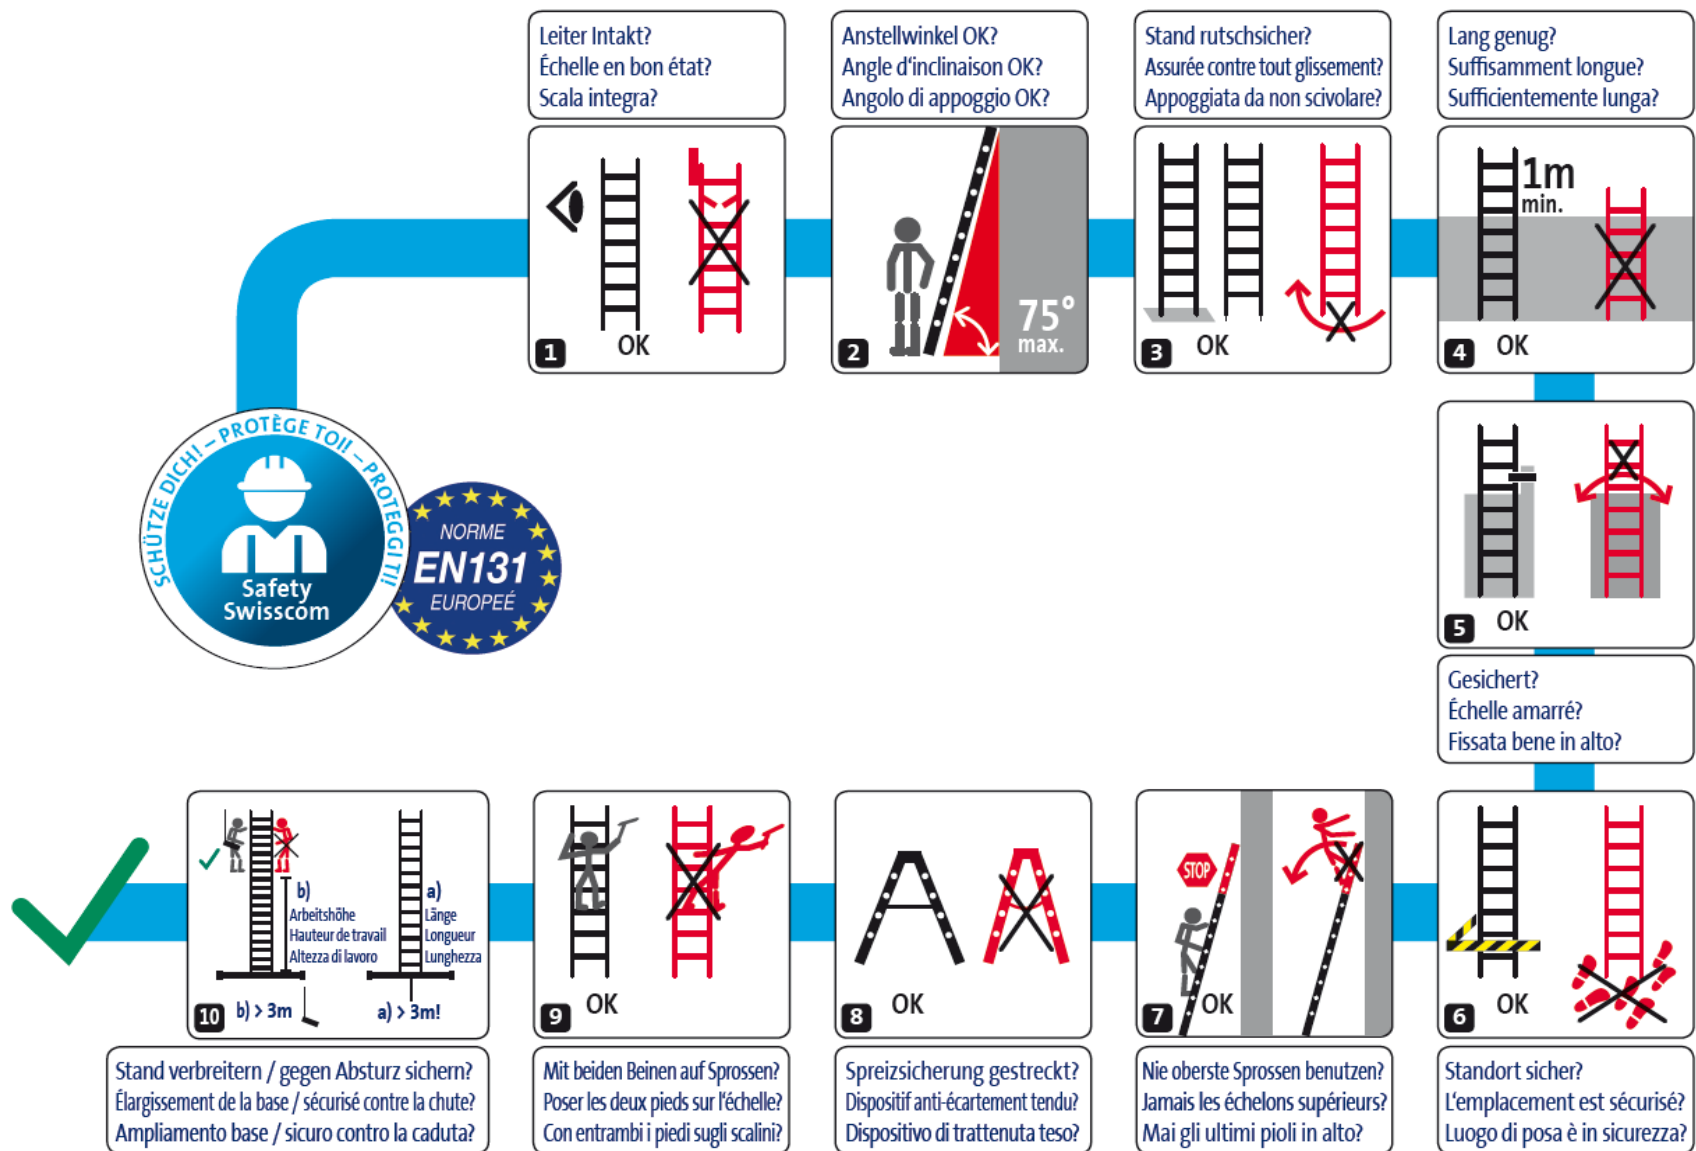 Leiter Intakt?
Échelle en bon état?
Scala integra?
OK
1
Anstellwinkel OK?
Angle d'inclinaison OK?
Angolo di appoggio OK?
75°
max.
2
Stand rutschsicher?
Assurée contre tout glissement?
Appoggiata da non scivolare?
3
OK
Lang genug?
Suffisamment longue?
Sufficientemente lunga?
1m
min.
4
OK
SCHÜTZE DICH! – PROTÈGE TOI! – PROTEGGI TI!
Safety
Swisscom
NORME
EN131
EUROPEÉ
5
OK
Gesichert?
Échelle amarré?
Fissata bene in alto?
6
OK
Standort sicher?
L'emplacement est sécurisé?
Luogo di posa è in sicurezza?
STOP
7
OK
Nie oberste Sprossen benutzen?
Jamais les échelons supérieurs?
Mai gli ultimi pioli in alto?
8
OK
Spreizsicherung gestreckt?
Dispositif anti-écartement tendu?
Dispositivo di trattenuta teso?
9
OK
Mit beiden Beinen auf Sprossen?
Poser les deux pieds sur l'échelle?
Con entrambi i piedi sugli scalini?
b)
Arbeitshöhe
Hauteur de travail
Altezza di lavoro
a)
Länge
Longueur
Lunghezza
10
b) > 3m
a) > 3m!
Stand verbreitern / gegen Absturz sichern?
Élargissement de la base / sécurisé contre la chute?
Ampliamento base / sicuro contro la caduta?